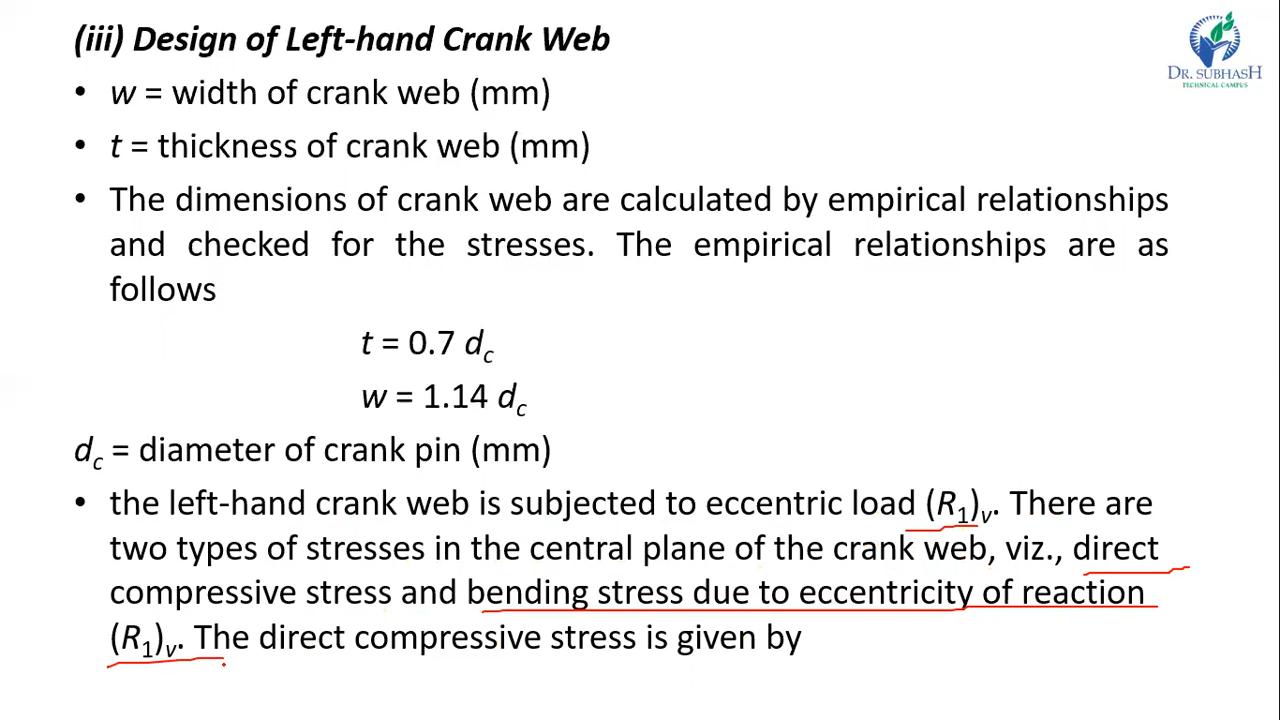 (iii) Design of Left-hand Crank Web
DR. SUBHASH
TECHNICAL CAMPUS
• w = width of crank web (mm)
• t = thickness of crank web (mm)
• The dimensions of crank web are calculated by empirical relationships
and checked for the stresses. The empirical relationships are as
follows
t = 0.7 dc
w = 1.14 dc
dc = diameter of crank pin (mm)
• the left-hand crank web is subjected to eccentric load (R1)v. There are
two types of stresses in the central plane of the crank web, viz., direct
compressive stress and bending stress due to eccentricity of reaction
(R1)v. The direct compressive stress is given by